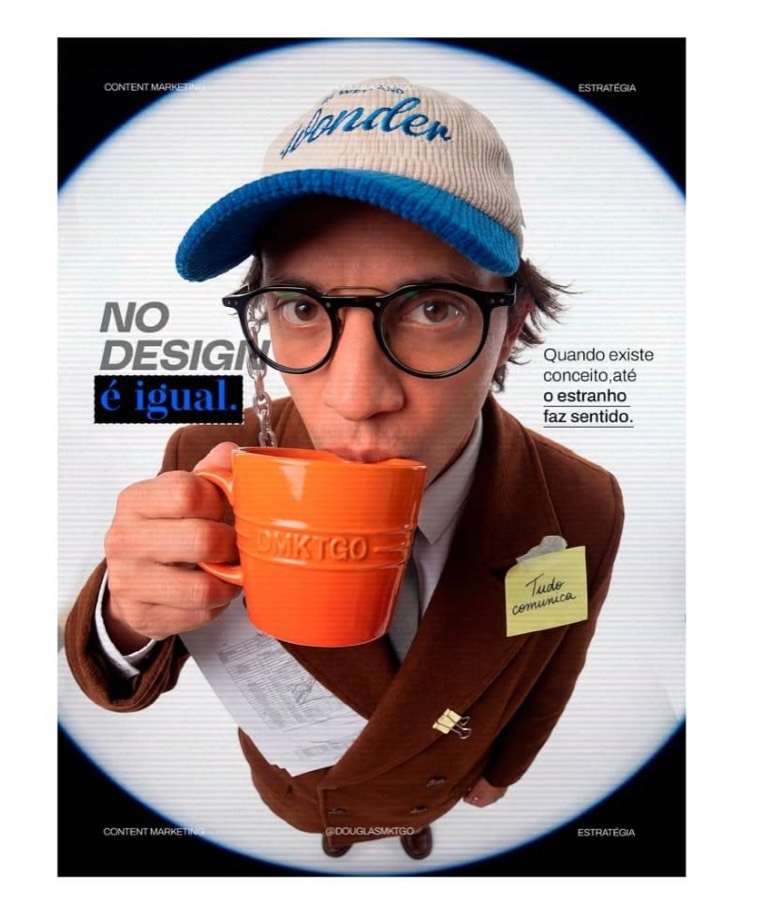 CONTENT MARKETING
ESTRATÉGIA
Wonder
NO
DESIGN
é igual.
Quando existe
conceito,até
o estranho
faz sentido.
DMKTGO
Tudo
comunica
CONTENT MARKETING
@DOUGLASMKTGO
ESTRATÉGIA